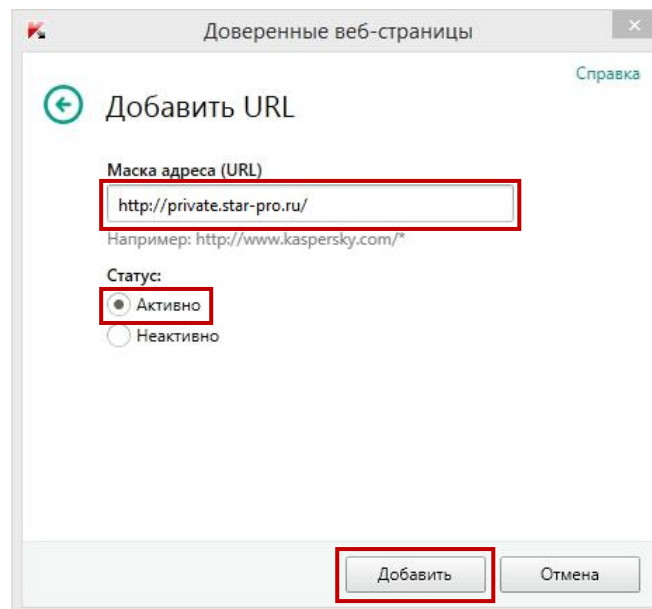 Доверенные веб-страницы
Справка
Добавить URL
Маска адреса (URL)
http://private.star-pro.ru/
Например: http://www.kaspersky.com/*
Статус:
Активно
Неактивно
Добавить
Отмена